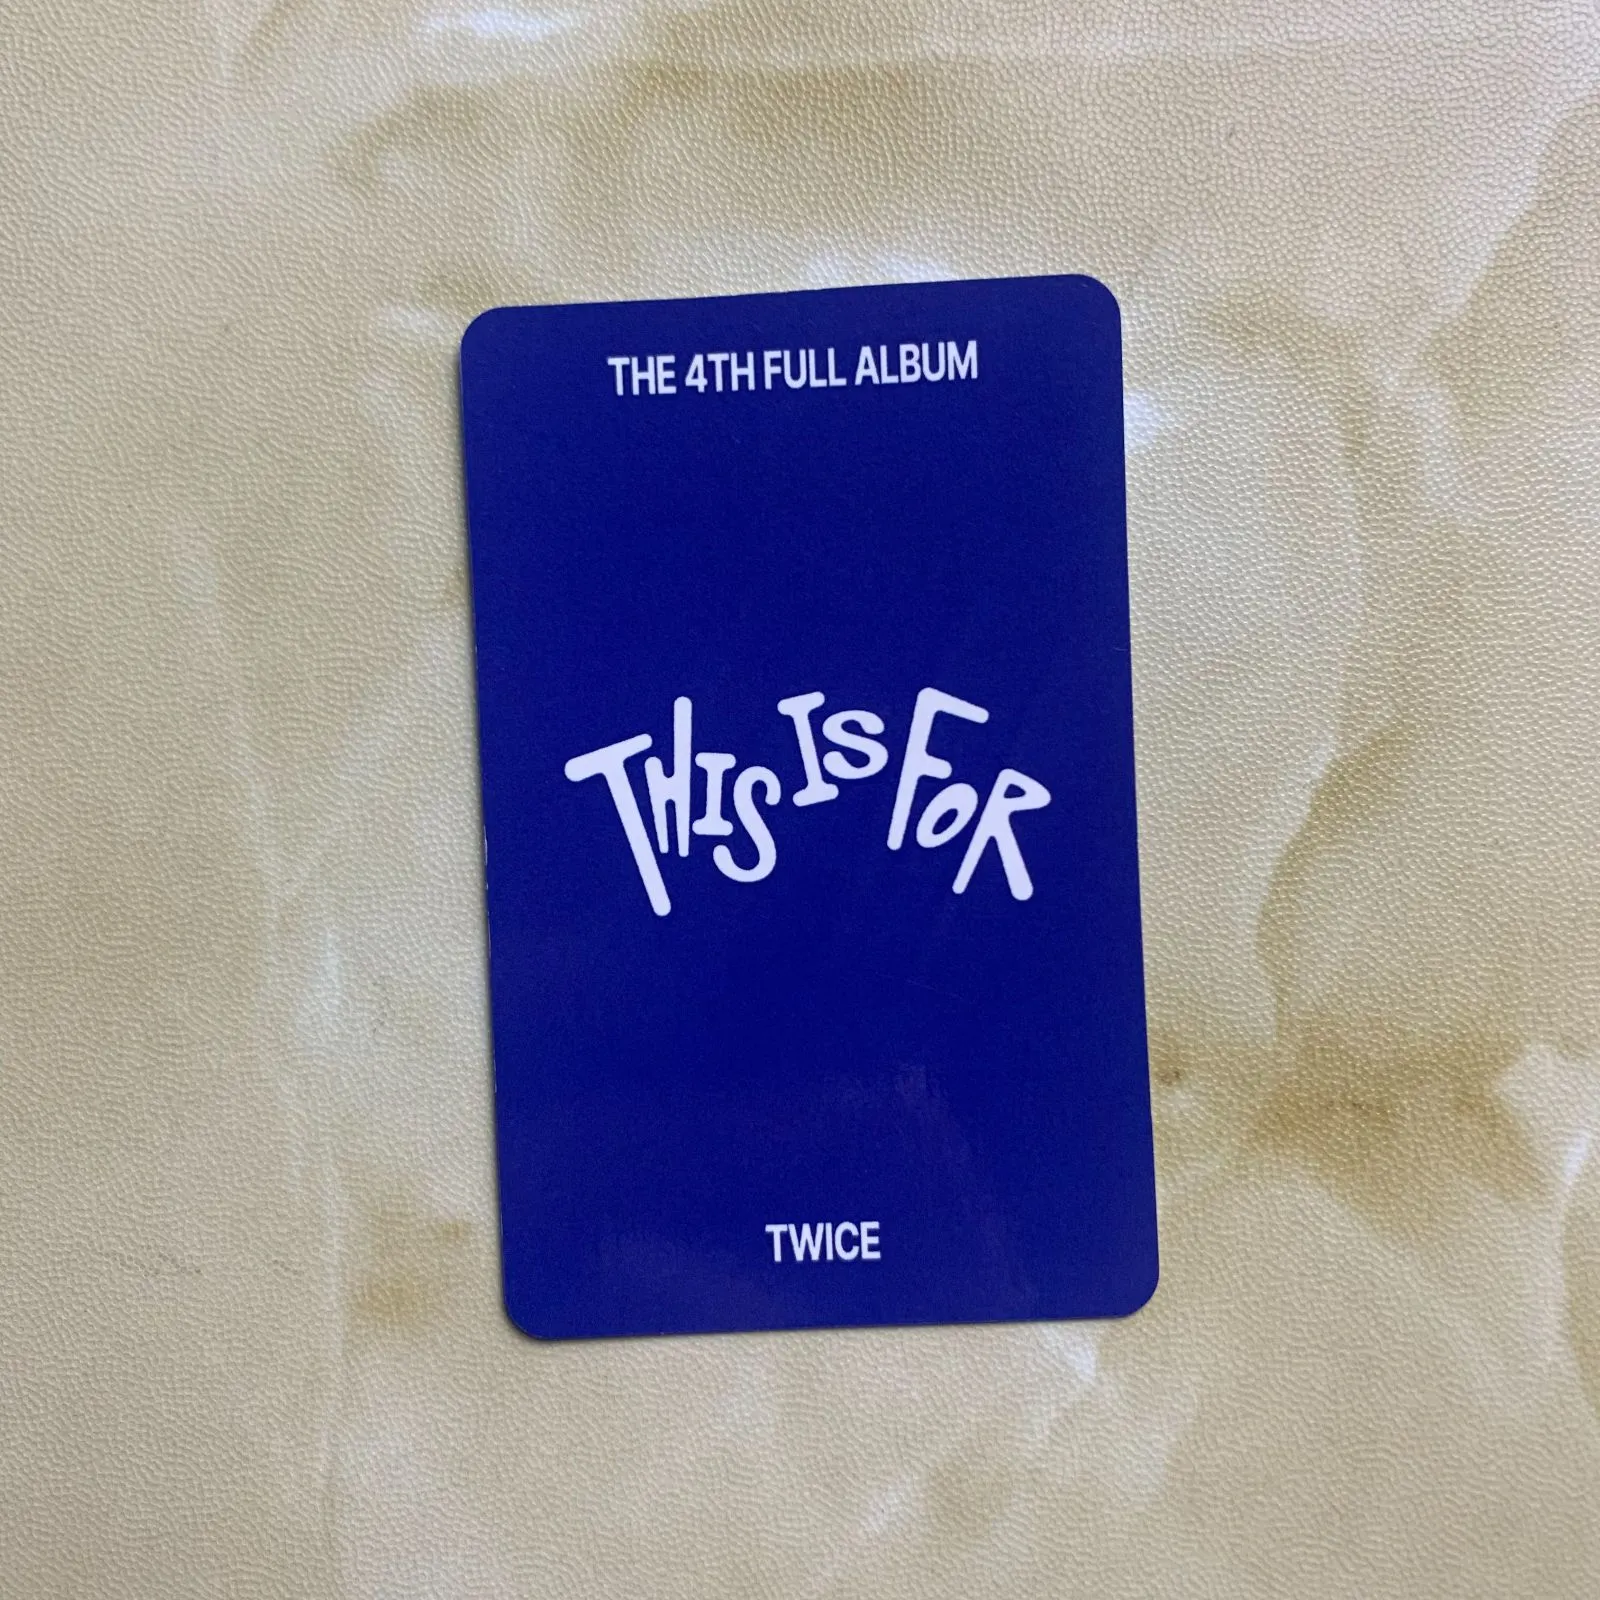 THE 4TH FULL ALBUM
THIS IS FOR
TWICE